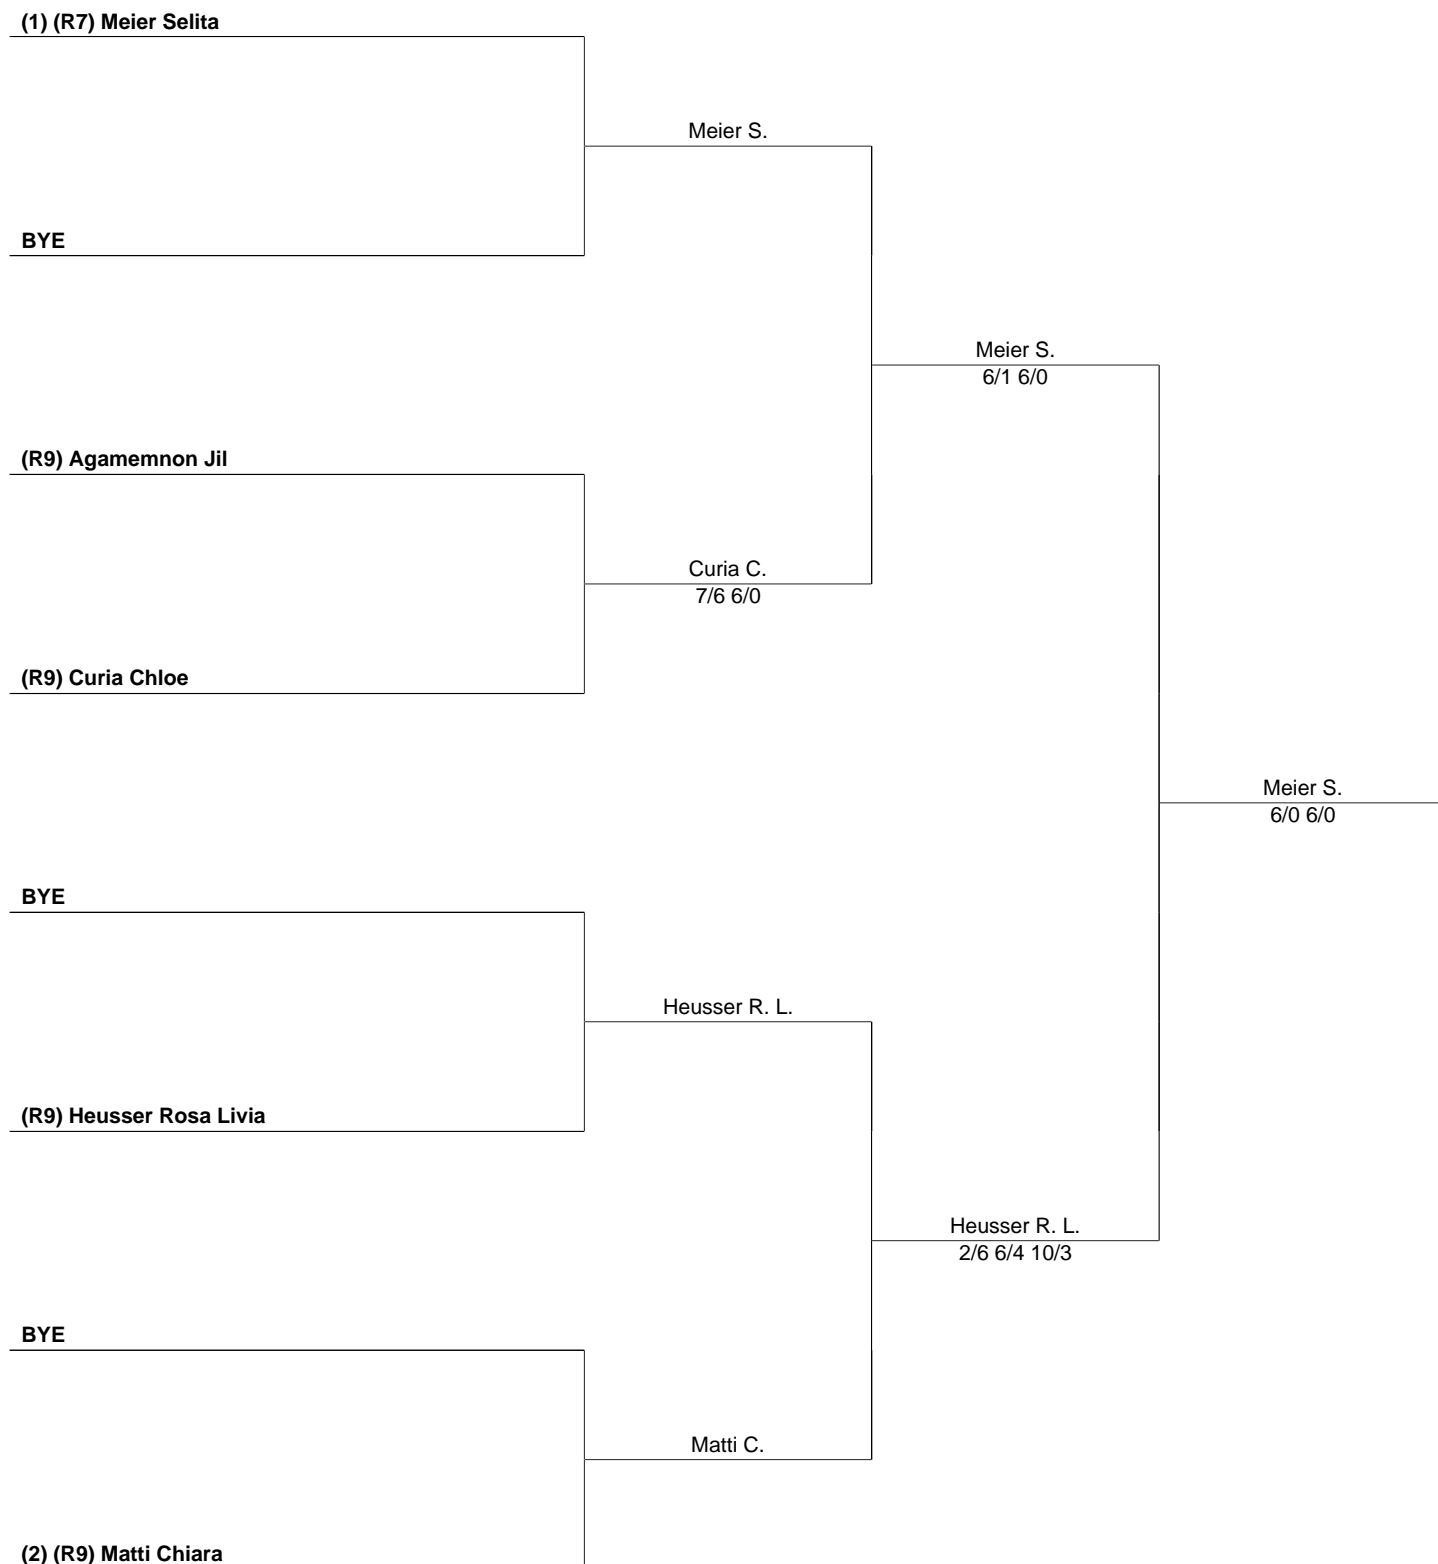 (1) (R7) Meier Selita
Meier S.
BYE
Meier S.
6/1 6/0
(R9) Agamemnon Jil
Curia C.
7/6 6/0
(R9) Curia Chloe
Meier S.
6/0 6/0
BYE
Heusser R. L.
(R9) Heusser Rosa Livia
Heusser R. L.
2/6 6/4 10/3
BYE
Matti C.
(2) (R9) Matti Chiara